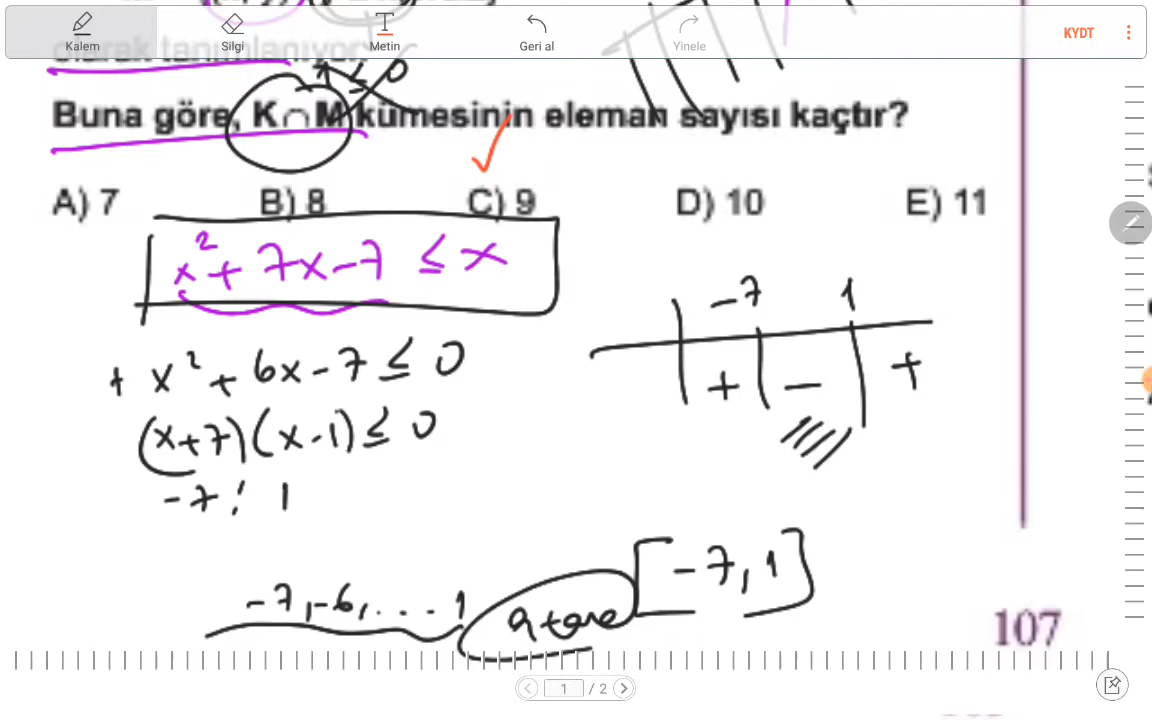 Kalem Silgi Metin Geri al Yinele KYDT
olarak tanımlanıyor.
≤ 0
Buna göre, K∩M kümesinin eleman sayısı kaçtır?
A) 7 B) 8 C) 9 D) 10 E) 11
x² + 7x - 7 ≤ x
-7 1
+ x² + 6x - 7 ≤ 0
+ - +
(x+7)(x-1) ≤ 0
-7 ; 1
[-7, 1]
-7, -6, ... 1 9 tane
107
1 / 2